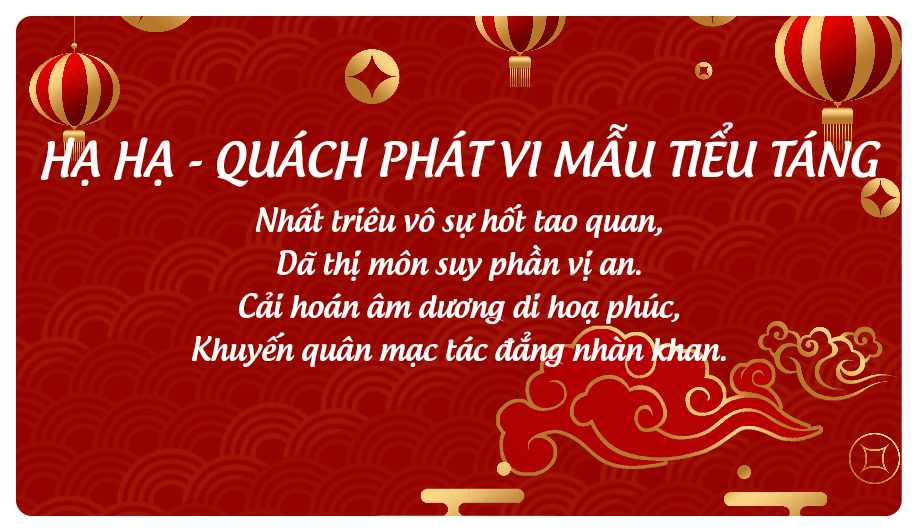 HẠ HẠ - QUÁCH PHÁT VI MẪU TIỂU TÁNG
Nhất triêu vô sự hốt tao quan,
Dã thị môn suy phần vị an.
Cải hoán âm dương di hoạ phúc,
Khuyến quân mạc tác đẳng nhàn khan.